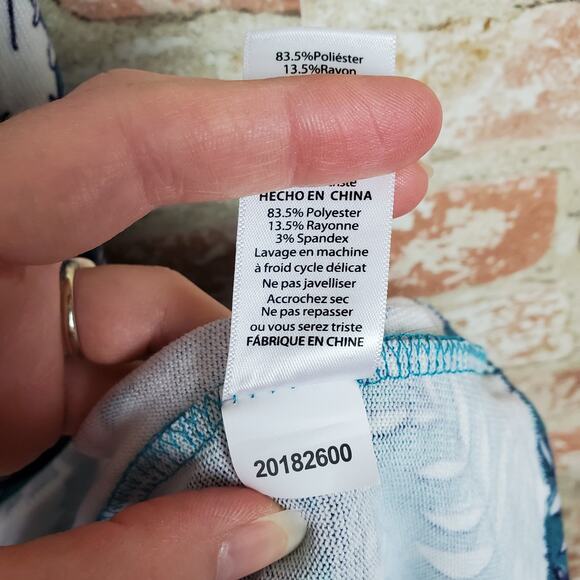 83.5%Poliéster
13.5%Rayon
triste
HECHO EN CHINA
83.5% Polyester
13.5% Rayonne
3% Spandex
Lavage en machine
à froid cycle délicat
Ne pas javelliser
Accrochez sec
Ne pas repasser
ou vous serez triste
FÁBRIQUE EN CHINE
20182600